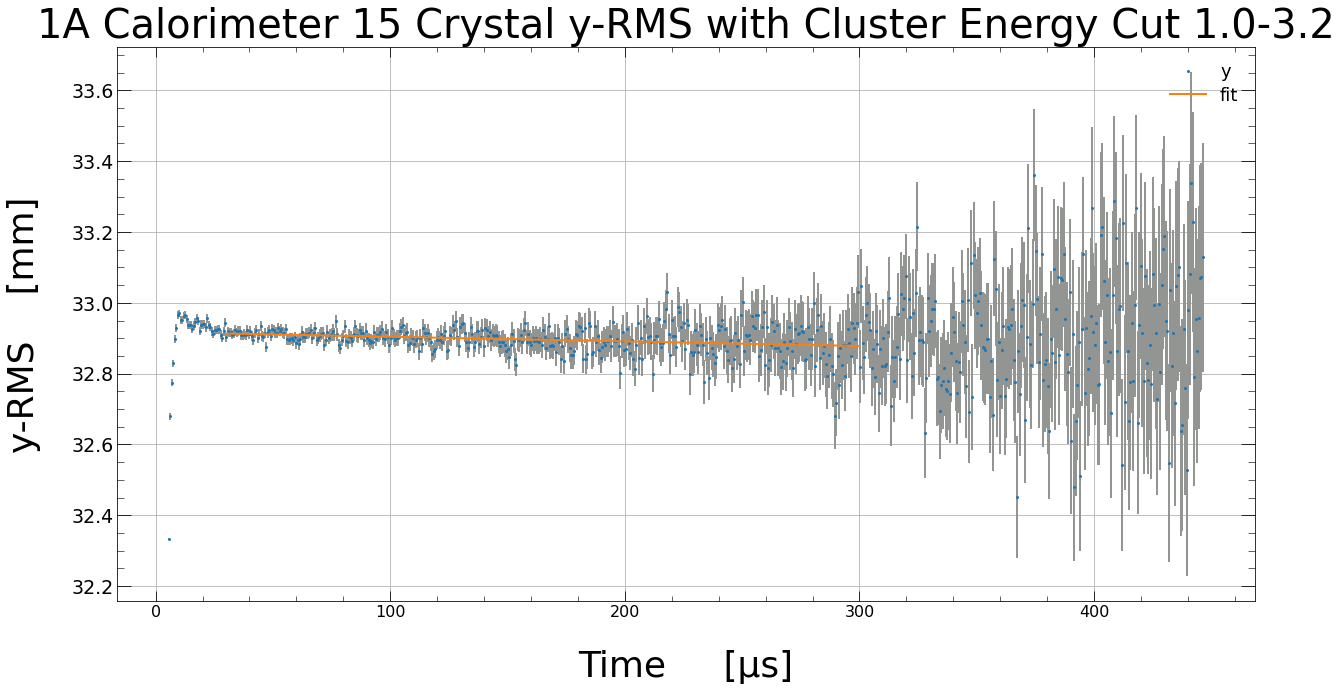 1A Calorimeter 15 Crystal y-RMS with Cluster Energy Cut 1.0-3.2
y
fit
33.6
33.4
33.2
33.0
32.8
32.6
32.4
32.2
y-RMS [mm]
0 100 200 300 400
Time [µs]